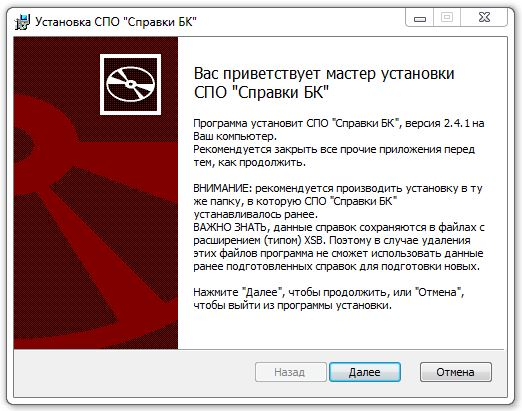 Установка СПО "Справки БК"
Вас приветствует мастер установки
СПО "Справки БК"
Программа установит СПО "Справки БК", версия 2.4.1 на
Ваш компьютер.
Рекомендуется закрыть все прочие приложения перед
тем, как продолжить.
ВНИМАНИЕ: рекомендуется производить установку в ту
же папку, в которую СПО "Справки БК"
устанавливалось ранее.
ВАЖНО ЗНАТЬ, данные справок сохраняются в файлах с
расширением (типом) XSB. Поэтому в случае удаления
этих файлов программа не сможет использовать данные
ранее подготовленных справок для подготовки новых.
Нажмите "Далее", чтобы продолжить, или "Отмена",
чтобы выйти из программы установки.
Назад Далее Отмена